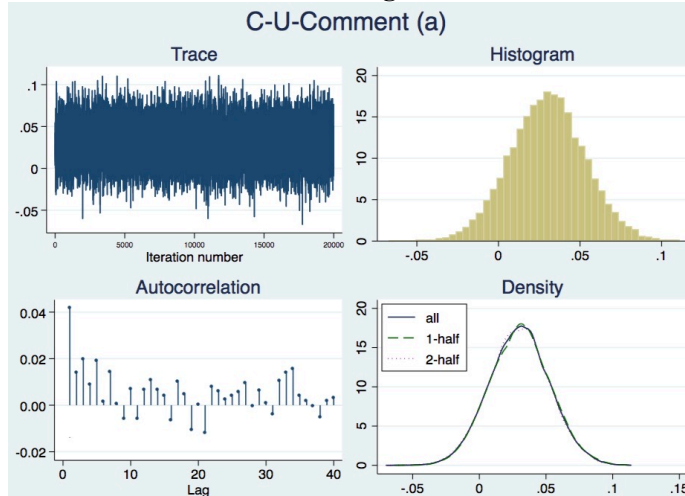 C-U-Comment (a)
Trace
.1
.05
0
-.05
0 5000 10000 15000 20000
Iteration number
Histogram
20
15
10
5
0
-.05 0 .05 .1
Autocorrelation
0.04
0.02
0.00
-0.02
0 10 20 30 40
Lag
Density
all
1-half
2-half
20
15
10
5
0
-.05 0 .05 .1 .15